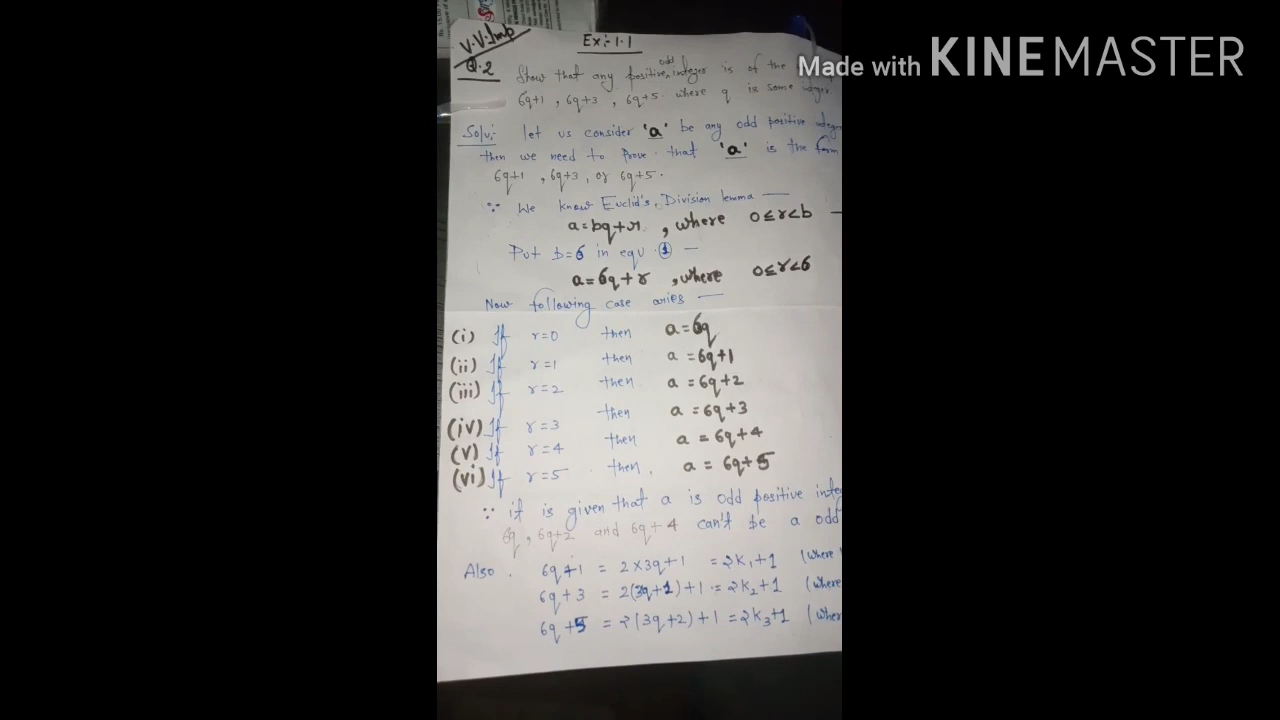 Made with KINEMASTER
V.V.Imb
Ex:-1.1
Q.2 Show that any positive odd integer is of the
6q+1, 6q+3, 6q+5. where q is some
Solu:- let us consider 'a' be any odd positive
then we need to prove. that 'a' is the form
6q+1, 6q+3, or 6q+5.
∵ We know Euclid's, Division lemma —
a=bq+r, where 0≤r<b —
Put b=6 in equ. ① —
a=6q+r, where 0≤r<6
Now following case aries —
(i) If r=0 then a=6q
(ii) If r=1 then a=6q+1
(iii) If r=2 then a=6q+2
(iv) If r=3 then a=6q+3
(v) If r=4 then a=6q+4
(vi) If r=5 then. a=6q+5
∵ it is given that a is odd positive
6q, 6q+2 and 6q+4 can't be a odd
Also. 6q+1 = 2×3q+1 = 2k₁+1 (where
6q+3 = 2(3q+1)+1 = 2k₂+1 (where
6q+5 = 2(3q+2)+1 = 2k₃+1 (where